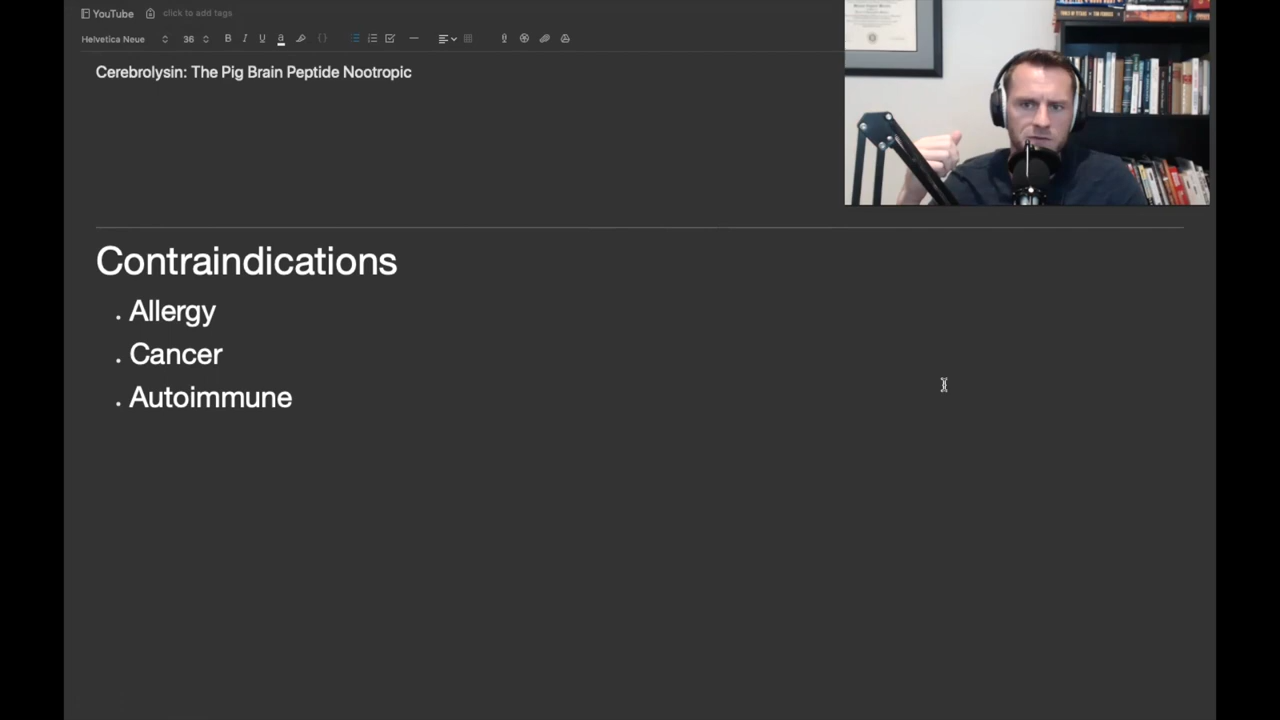 YouTube click to add tags
Helvetica Neue 36 B I U a
Cerebrolysin: The Pig Brain Peptide Nootropic
Contraindications
Allergy
Cancer
Autoimmune